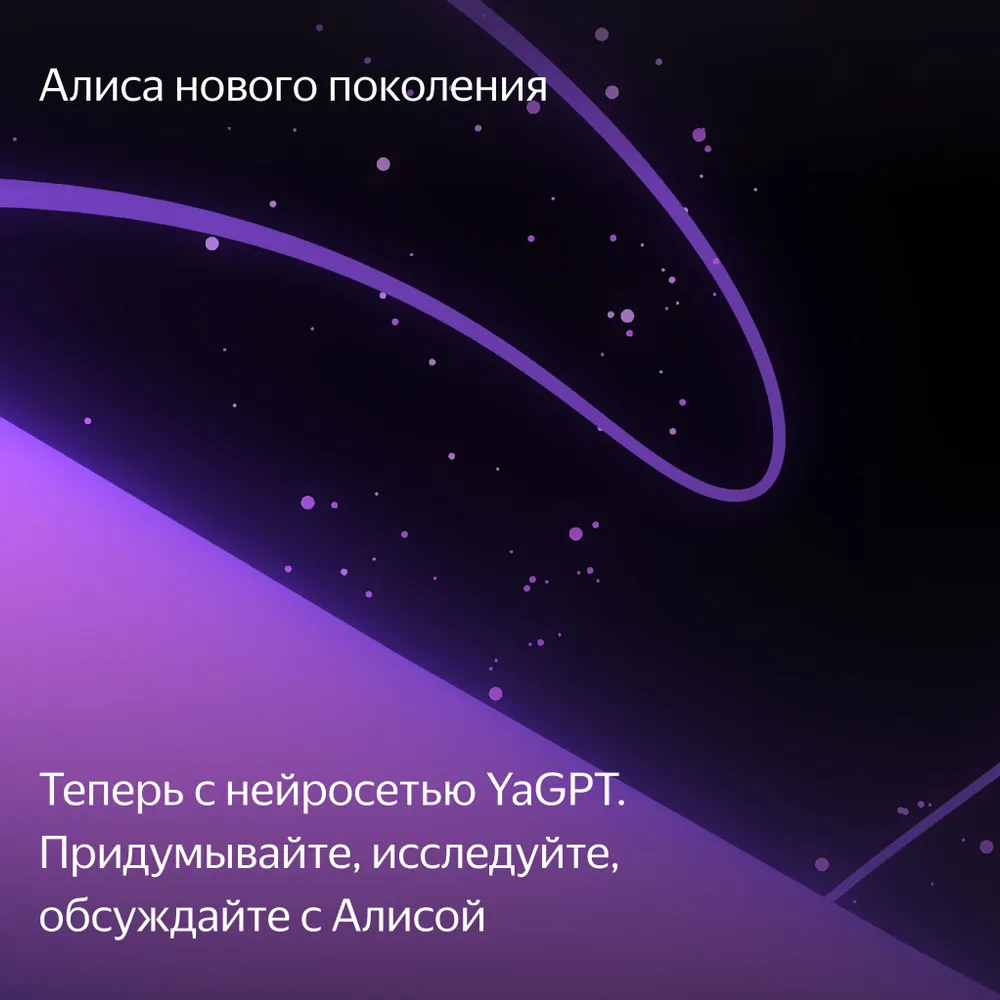 Алиса нового поколения
Теперь с нейросетью YaGPT.
Придумывайте, исследуйте,
обсуждайте с Алисой